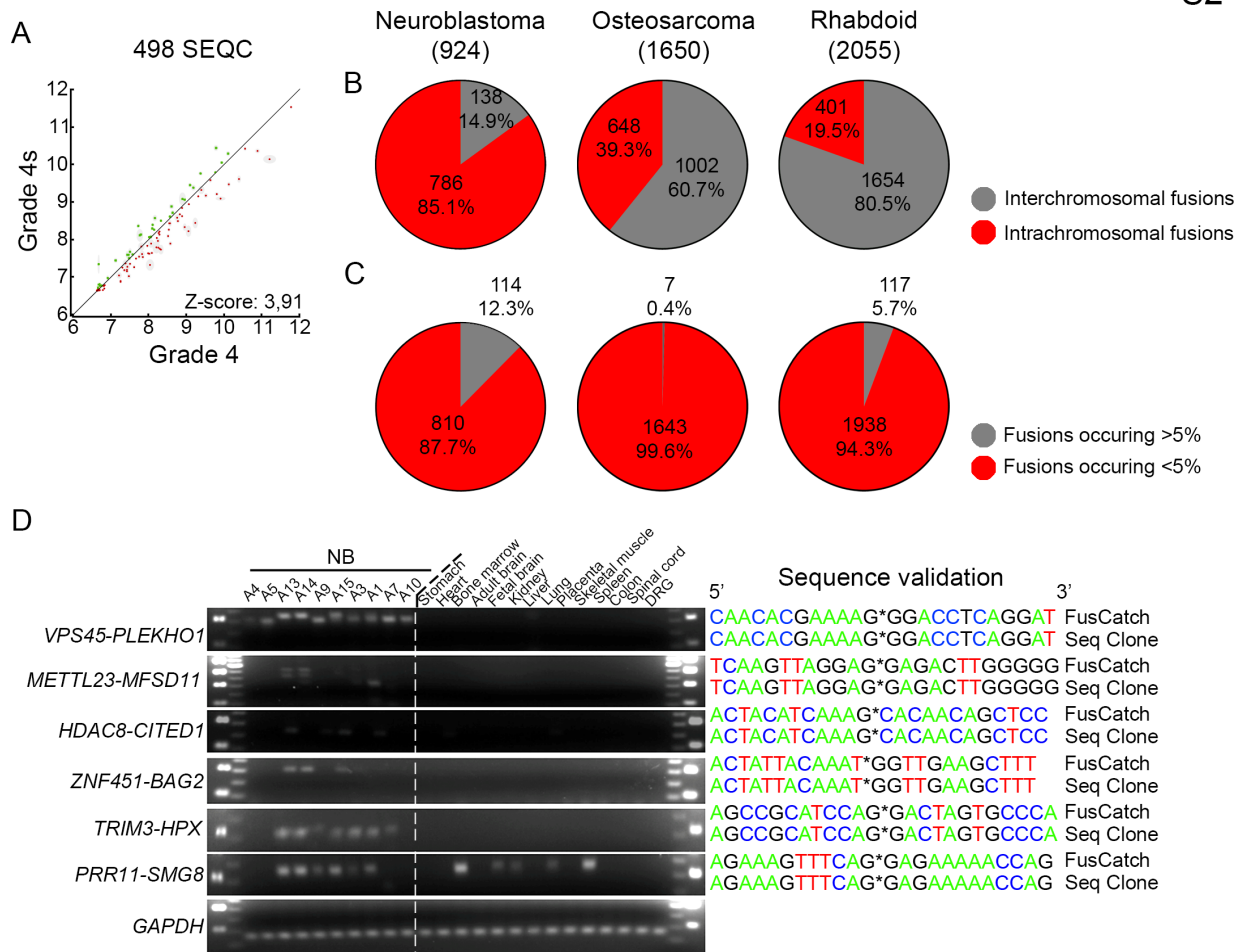 A
498 SEQC
12
11
10
9
8
7
6
Grade 4s
Z-score: 3,91
6 7 8 9 10 11 12
Grade 4
Neuroblastoma
(924)
Osteosarcoma
(1650)
Rhabdoid
(2055)
B
138
14.9%
786
85.1%
648
39.3%
1002
60.7%
401
19.5%
1654
80.5%
Interchromosomal fusions
Intrachromosomal fusions
C
114
12.3%
7
0.4%
117
5.7%
810
87.7%
1643
99.6%
1938
94.3%
Fusions occuring >5%
Fusions occuring <5%
D
NB
A4 A5 A13 A14 A9 A15 A3 A1 A7 A10 Stomach Heart Bone marrow Adult brain Fetal brain Kidney Liver Lung Placenta Skeletal muscle Spleen Colon Spinal cord DRG
Sequence validation
5’ 3’
VPS45-PLEKHO1
CAACACGAAAAG*GGACCTCAGGAT FusCatch
CAACACGAAAAG*GGACCTCAGGAT Seq Clone
METTL23-MFSD11
TCAAGTTAGGAG*GAGACTTGGGGG FusCatch
TCAAGTTAGGAG*GAGACTTGGGGG Seq Clone
HDAC8-CITED1
ACTACATCAAAG*CACAACAGCTCC FusCatch
ACTACATCAAAG*CACAACAGCTCC Seq Clone
ZNF451-BAG2
ACTATTACAAAT*GGTTGAAGCTTT FusCatch
ACTATTACAAAT*GGTTGAAGCTTT Seq Clone
TRIM3-HPX
AGCCGCATCCAG*GACTAGTGCCCA FusCatch
AGCCGCATCCAG*GACTAGTGCCCA Seq Clone
PRR11-SMG8
AGAAAGTTTCAG*GAGAAAAACCAG FusCatch
AGAAAGTTTCAG*GAGAAAAACCAG Seq Clone
GAPDH